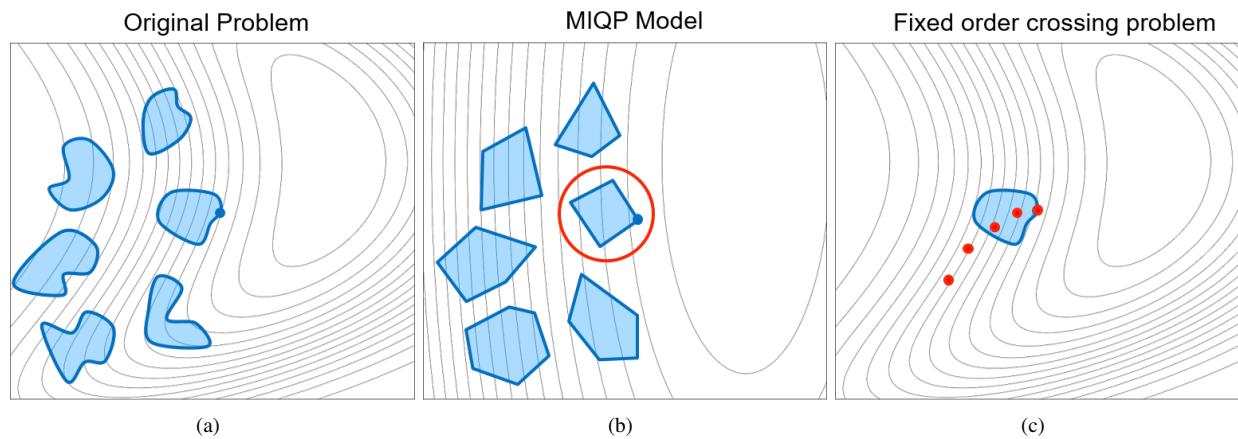 Original Problem
MIQP Model
Fixed order crossing problem
(a)
(b)
(c)